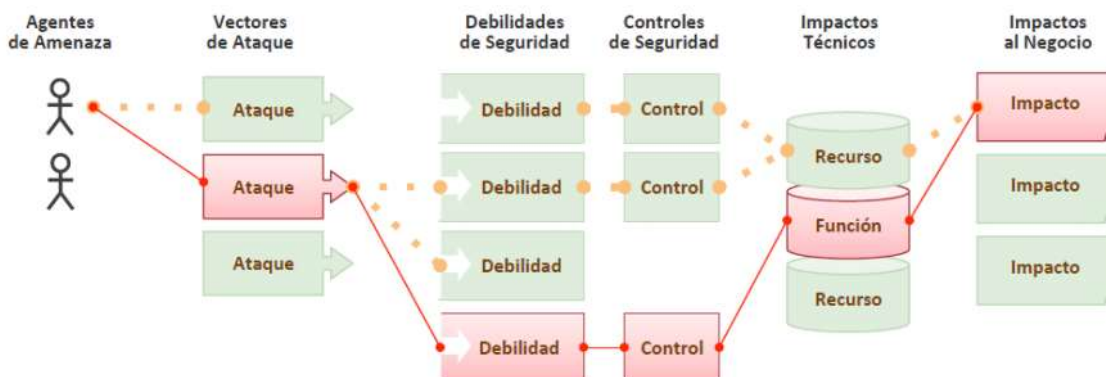 Agentes
de Amenaza
Vectores
de Ataque
Debilidades
de Seguridad
Controles
de Seguridad
Impactos
Técnicos
Impactos
al Negocio
Ataque
Debilidad
Control
Impacto
Recurso
Ataque
Debilidad
Control
Impacto
Función
Ataque
Debilidad
Impacto
Recurso
Debilidad
Control